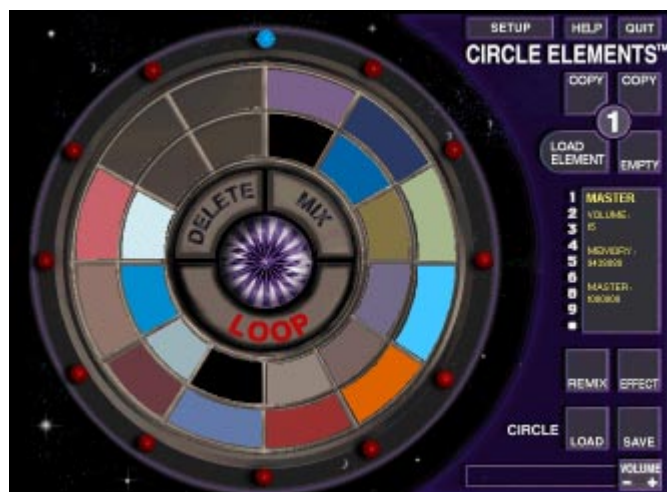 SETUP HELP QUIT
CIRCLE ELEMENTS™
COPY COPY
1
LOAD ELEMENT
EMPTY
DELETE
MIX
LOOP
1 MASTER
2 VOLUME:
3 15
4
5 MEMORY:
6
8 MASTER:
9
REMIX EFFECT
CIRCLE LOAD SAVE
VOLUME
- +